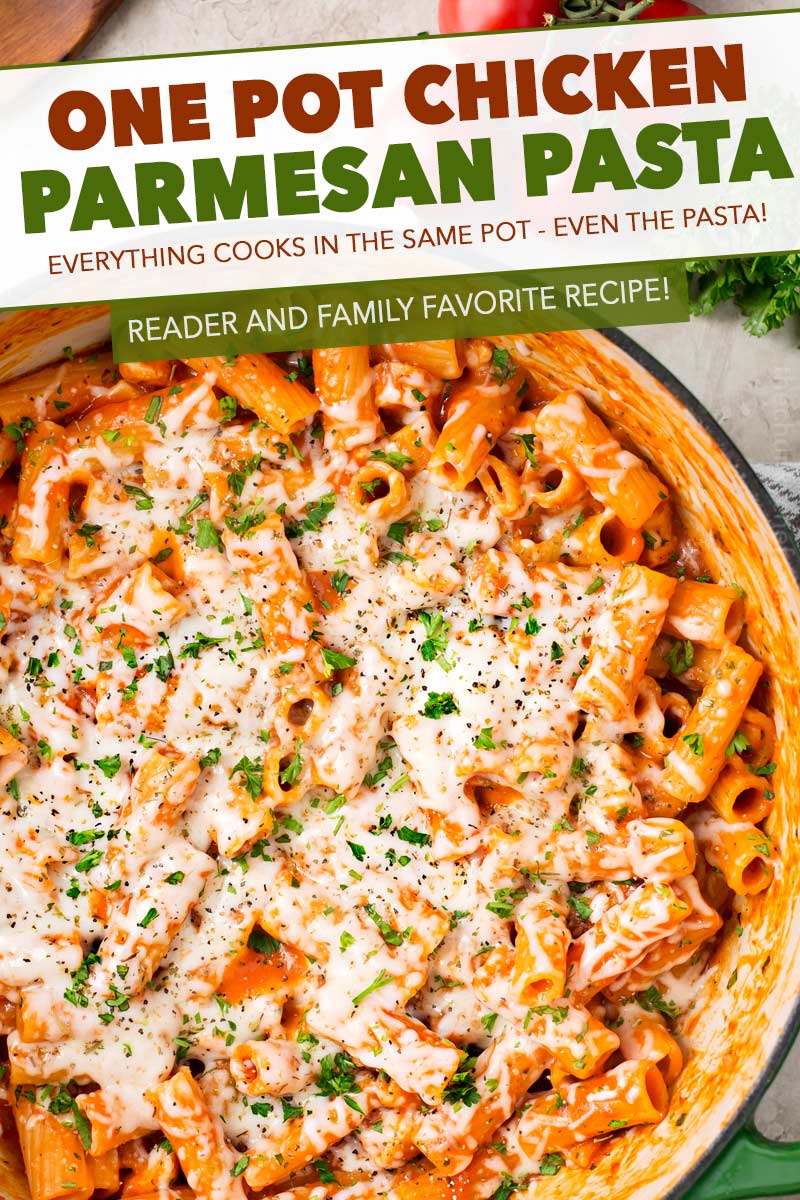 ONE POT CHICKEN
PARMESAN PASTA
EVERYTHING COOKS IN THE SAME POT - EVEN THE PASTA!
READER AND FAMILY FAVORITE RECIPE!